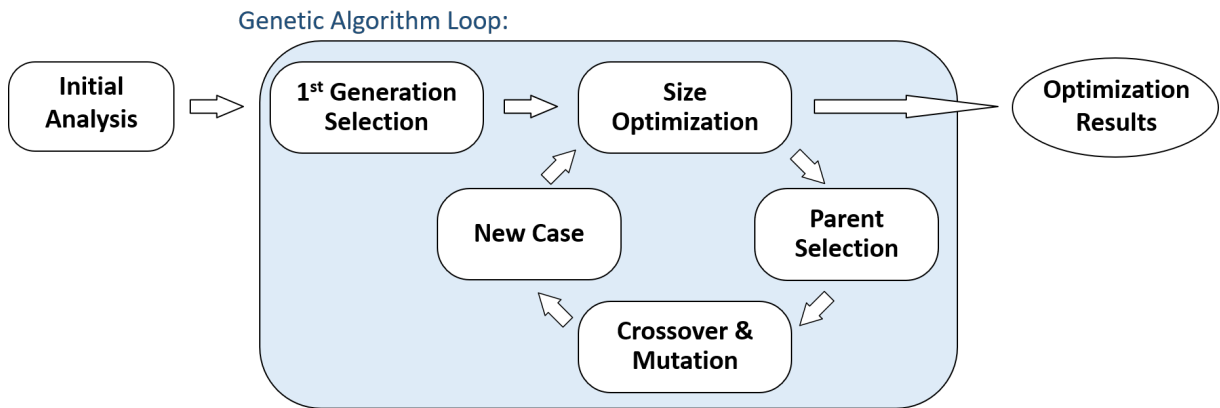 Genetic Algorithm Loop:
Initial
Analysis
1st Generation
Selection
Size
Optimization
Optimization
Results
New Case
Parent
Selection
Crossover &
Mutation